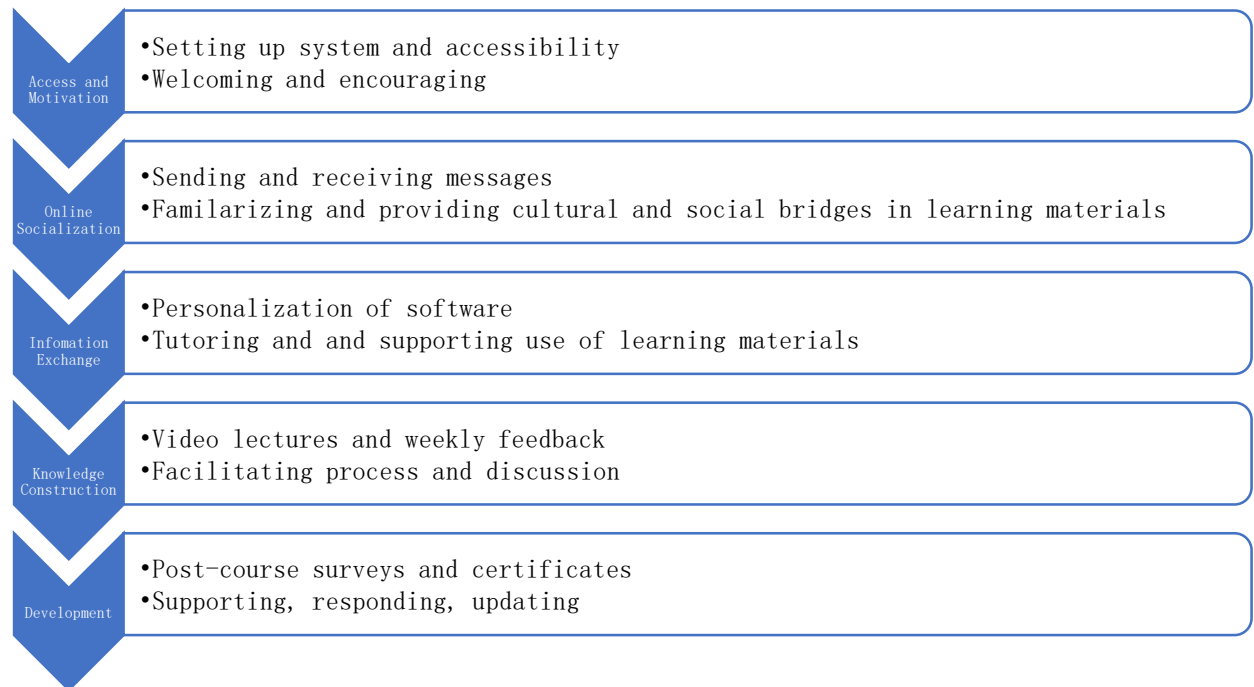 Access and
Motivation
•Setting up system and accessibility
•Welcoming and encouraging
Online
Socialization
•Sending and receiving messages
•Familarizing and providing cultural and social bridges in learning materials
Infomation
Exchange
•Personalization of software
•Tutoring and and supporting use of learning materials
Knowledge
Construction
•Video lectures and weekly feedback
•Facilitating process and discussion
Development
•Post-course surveys and certificates
•Supporting, responding, updating